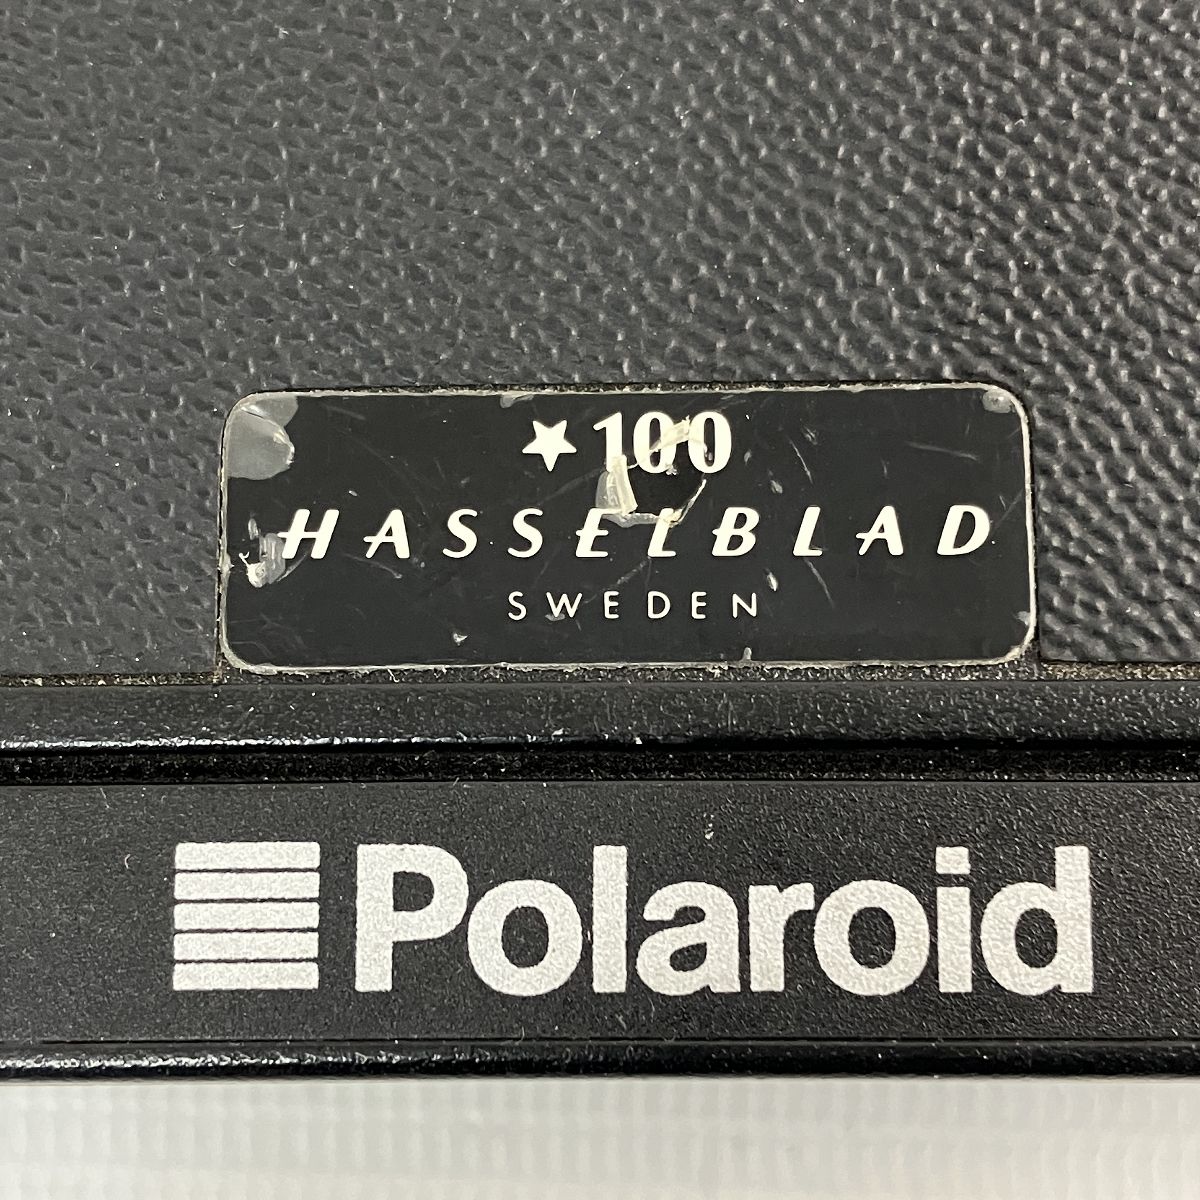 ★100
HASSELBLAD
SWEDEN
Polaroid